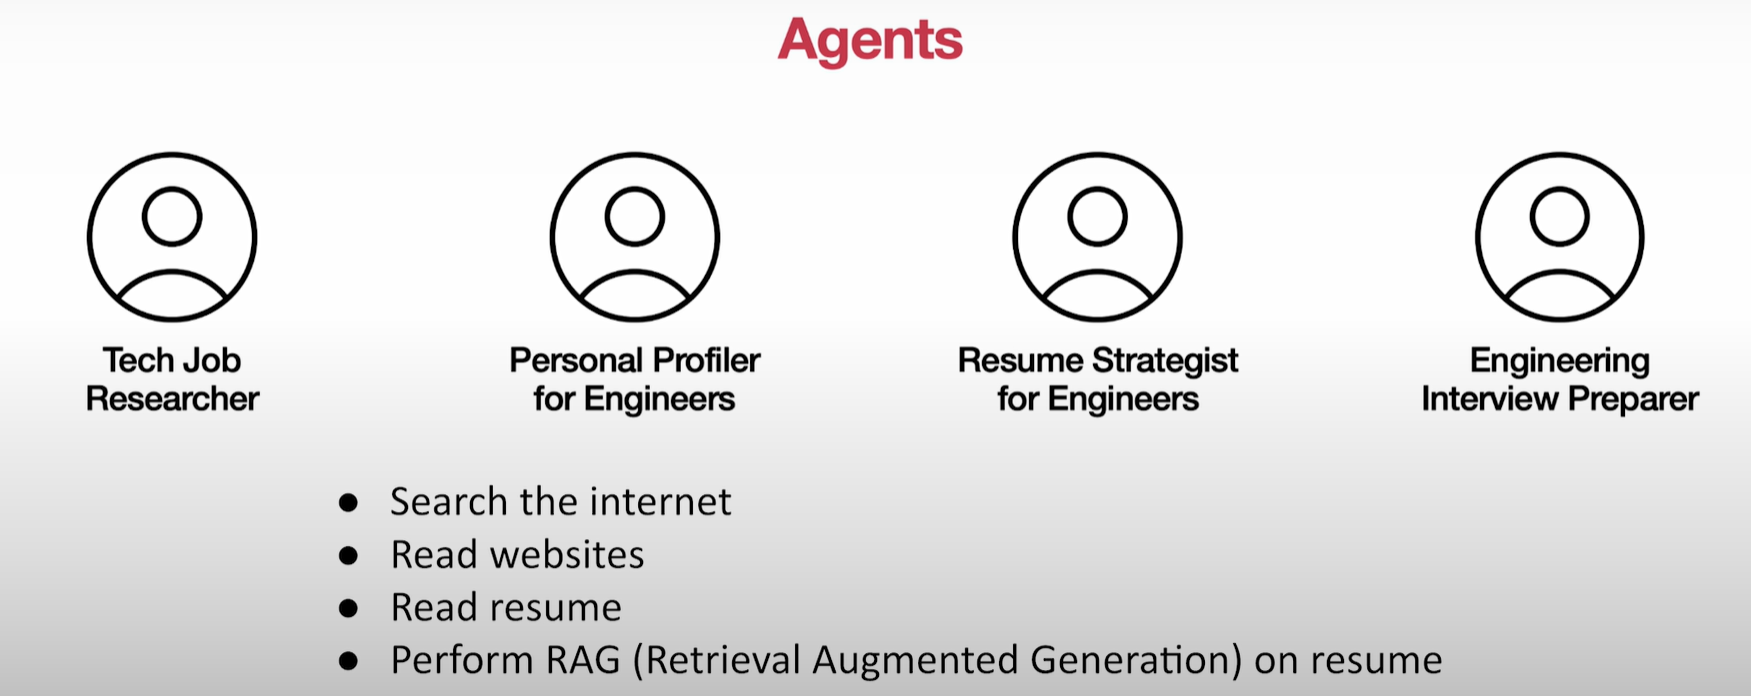 Agents
Tech Job
Researcher
Personal Profiler
for Engineers
Resume Strategist
for Engineers
Engineering
Interview Preparer
● Search the internet
● Read websites
● Read resume
● Perform RAG (Retrieval Augmented Generation) on resume